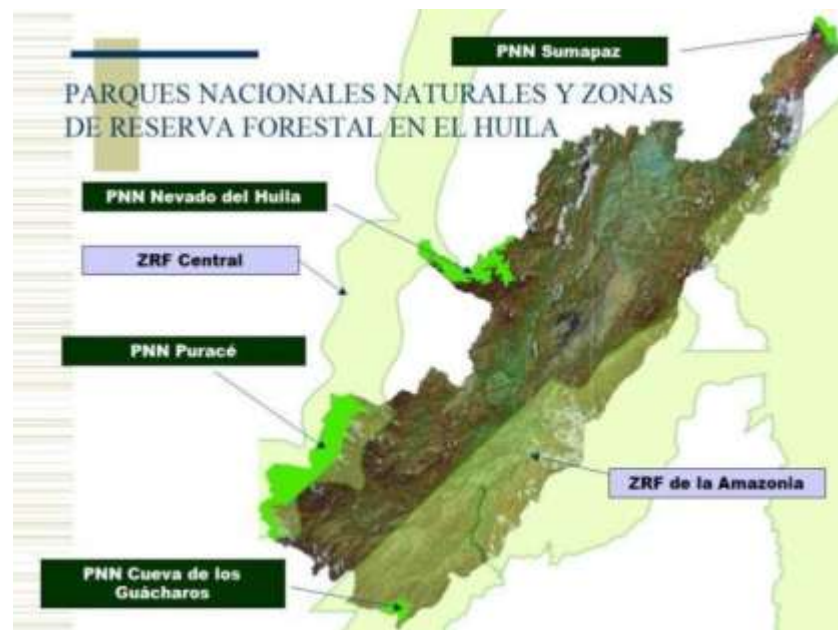 PNN Sumapaz
PARQUES NACIONALES NATURALES Y ZONAS
DE RESERVA FORESTAL EN EL HUILA
PNN Nevado del Huila
ZRF Central
PNN Puracé
ZRF de la Amazonia
PNN Cueva de los
Guácharos